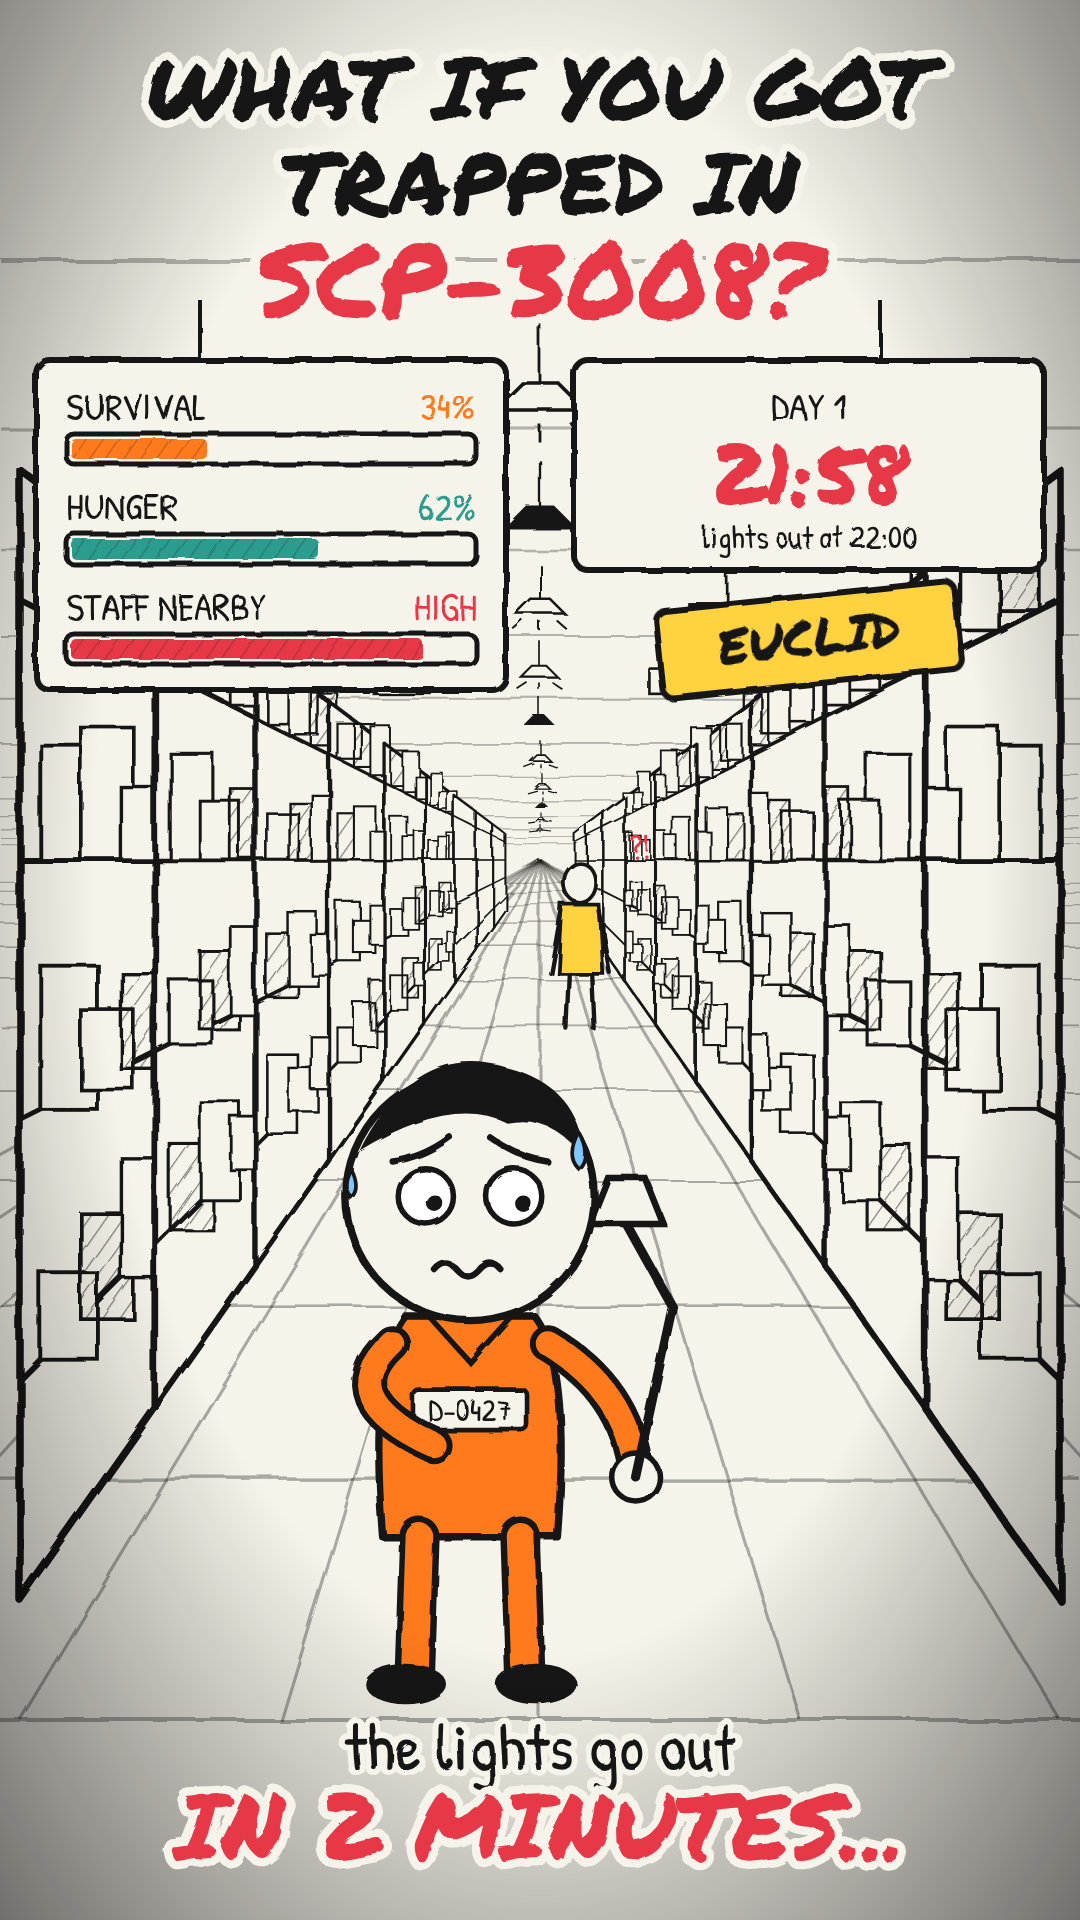 WHAT IF YOU GOT
TRAPPED IN
SCP-3008?
SURVIVAL 34%
HUNGER 62%
STAFF NEARBY HIGH
DAY 1
21:58
lights out at 22:00
EUCLID
?!
D-0427
the lights go out
IN 2 MINUTES...